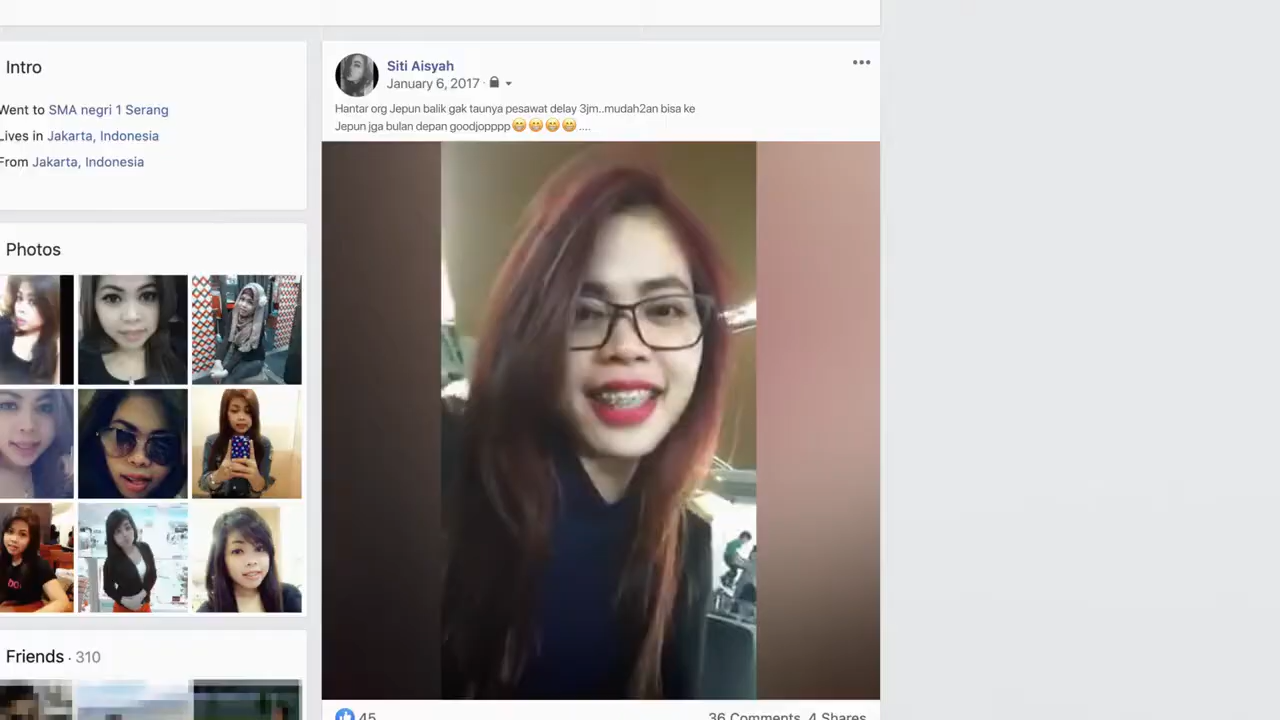 Intro
Went to SMA negri 1 Serang
Lives in Jakarta, Indonesia
From Jakarta, Indonesia
Photos
Friends · 310
Siti Aisyah
January 6, 2017 ·
Hantar org Jepun balik gak taunya pesawat delay 3jm..mudah2an bisa ke
Jepun jga bulan depan goodjopppp😁😁😁😁....
45
36 Comments 4 Shares